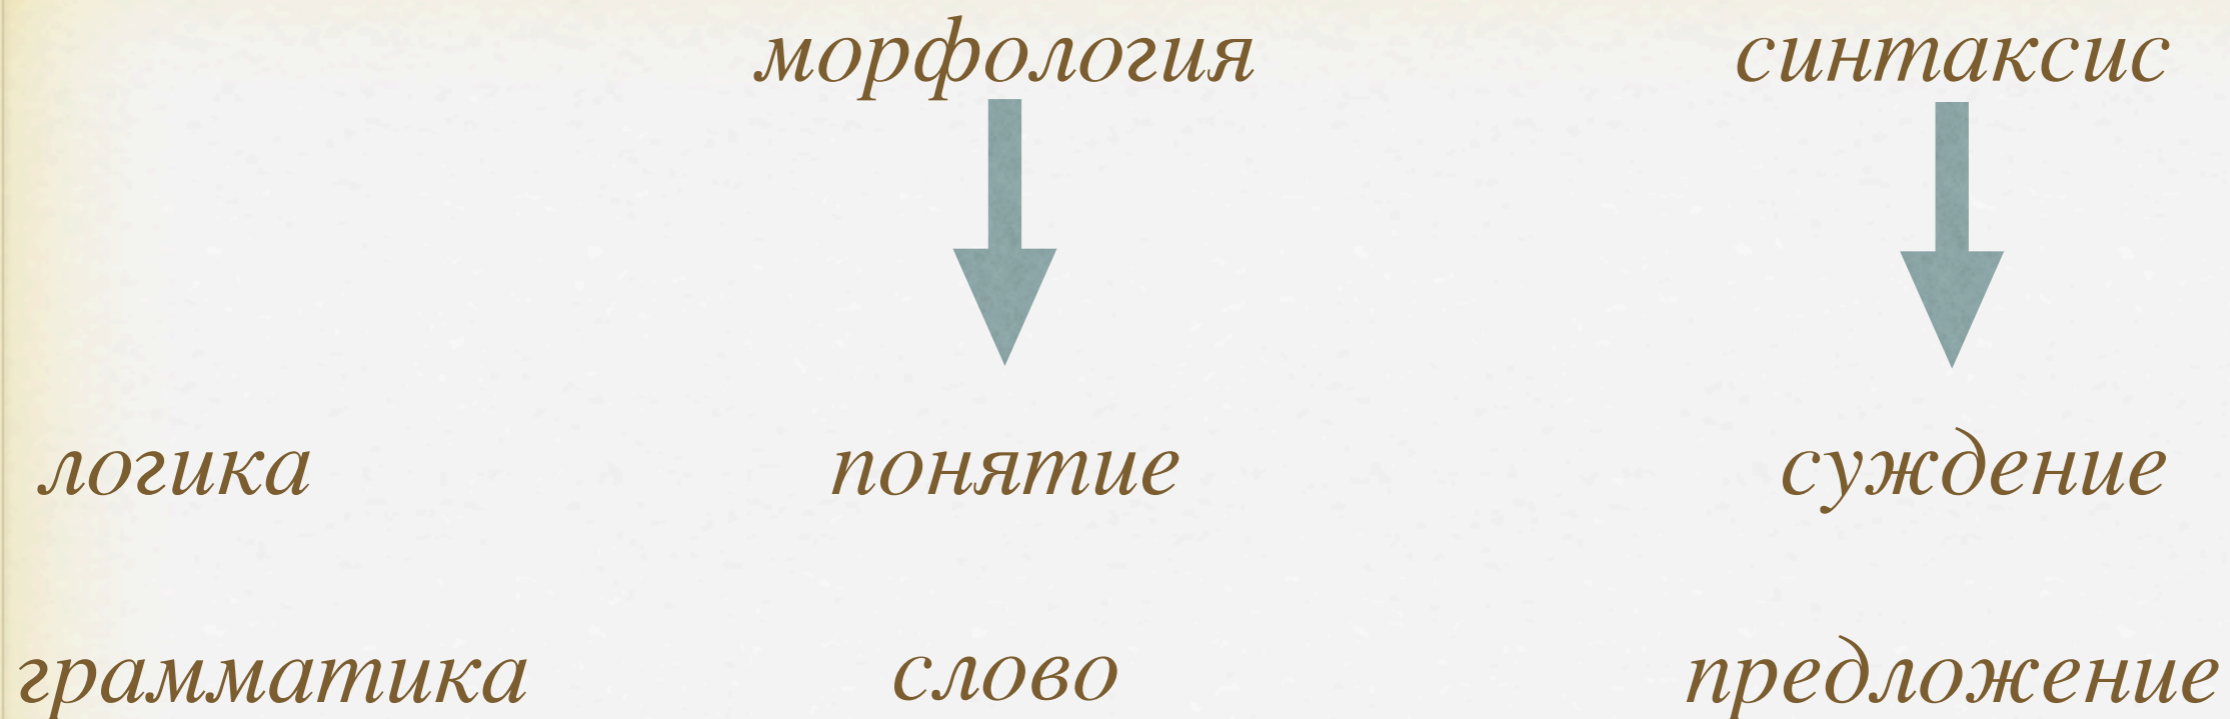 морфология синтаксис
логика понятие суждение
грамматика слово предложение